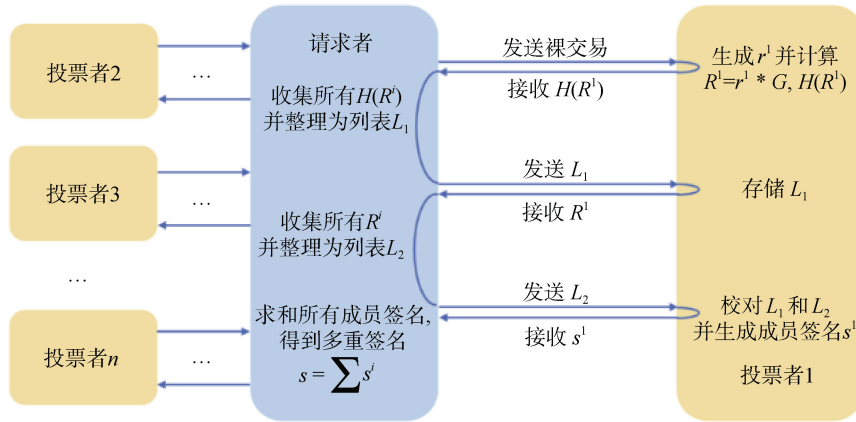 投票者2
…
投票者3
…
…
投票者n
…
请求者
收集所有H(Rⁱ)
并整理为列表L₁
收集所有Rⁱ
并整理为列表L₂
求和所有成员签名,
得到多重签名
s = ∑sⁱ
发送裸交易
接收 H(R¹)
发送 L₁
接收 R¹
发送 L₂
接收 s¹
生成 r¹ 并计算
R¹=r¹ * G, H(R¹)
存储 L₁
校对 L₁ 和 L₂
并生成成员签名s¹
投票者1